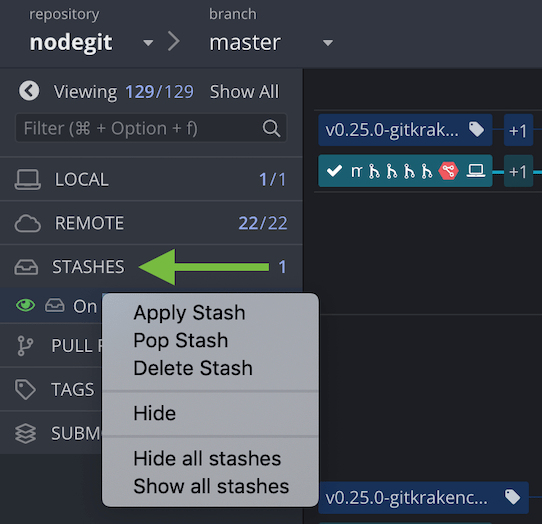 repository
branch
nodegit
master
Viewing 129/129 Show All
Filter (⌘ + Option + f)
v0.25.0-gitkrak...
+1
LOCAL 1/1
m
+1
REMOTE 22/22
STASHES 1
On
Apply Stash
Pop Stash
Delete Stash
Hide
Hide all stashes
Show all stashes
PULL
TAGS
SUBM
v0.25.0-gitkrakenc...